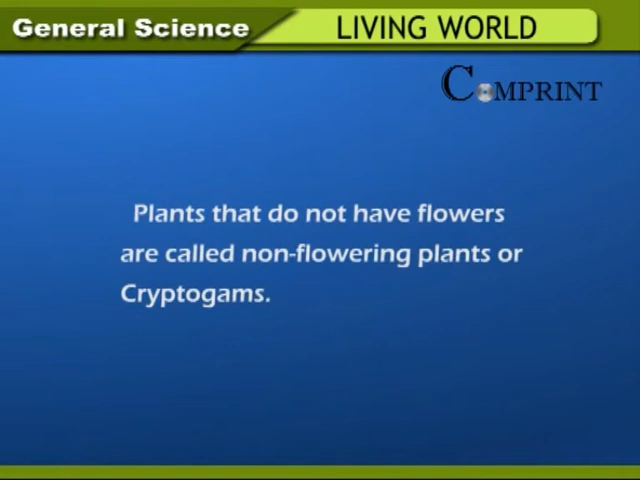 General Science
LIVING WORLD
COMPRINT
Plants that do not have flowers
are called non-flowering plants or
Cryptogams.